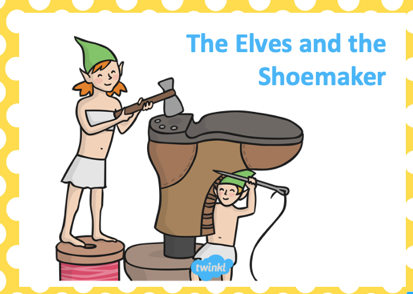 The Elves and the
Shoemaker
twinkl